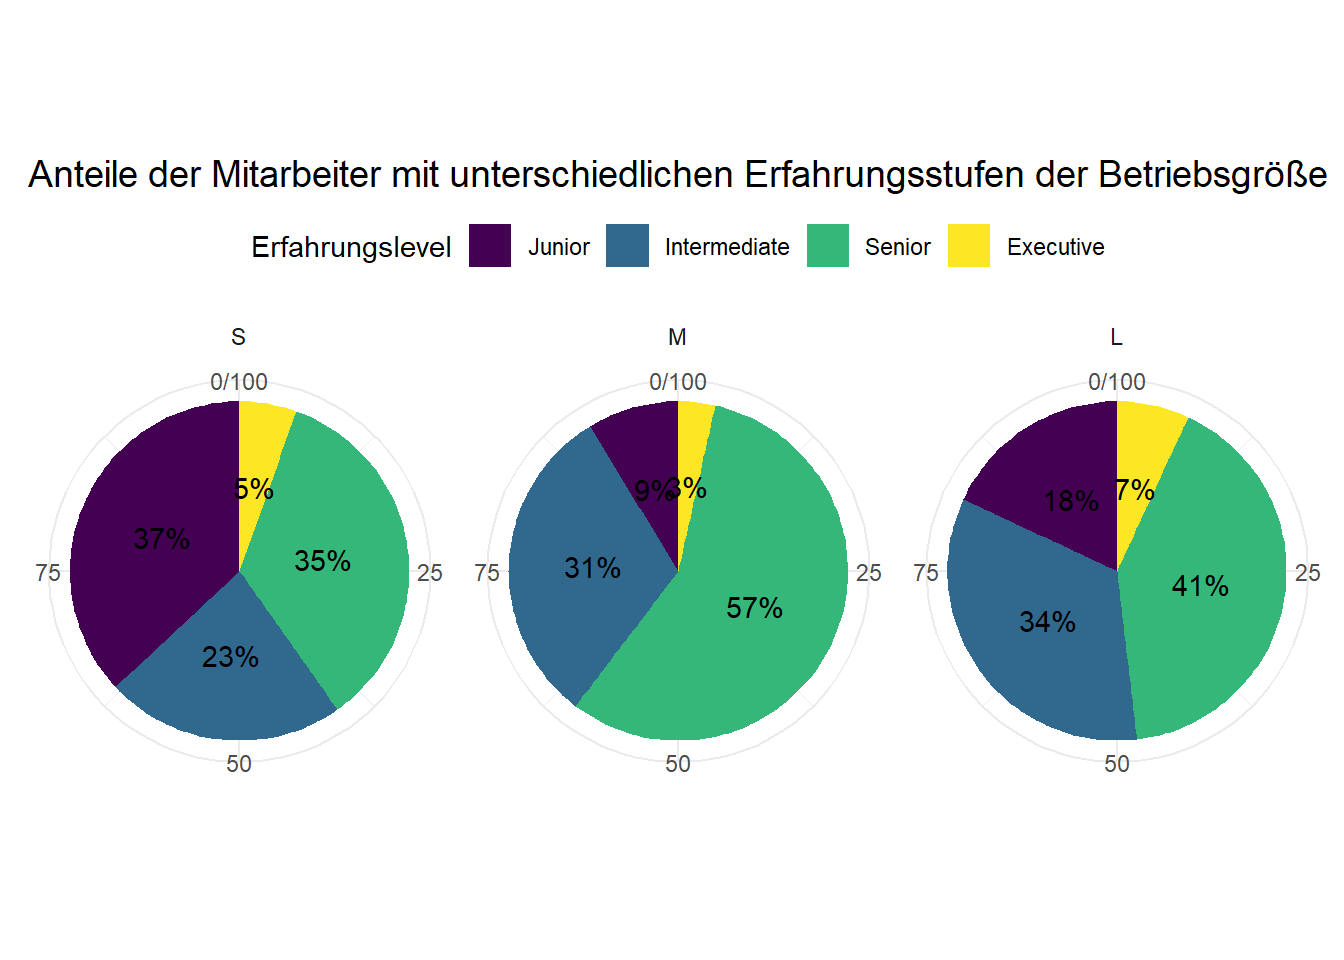 Anteile der Mitarbeiter mit unterschiedlichen Erfahrungsstufen der Betriebsgröße
Erfahrungslevel Junior Intermediate Senior Executive
S M L
0/100 0/100 0/100
5% 9% 3% 18% 7%
37% 35% 31% 57% 41%
75 25 75 25 75 25
23% 34%
50 50 50